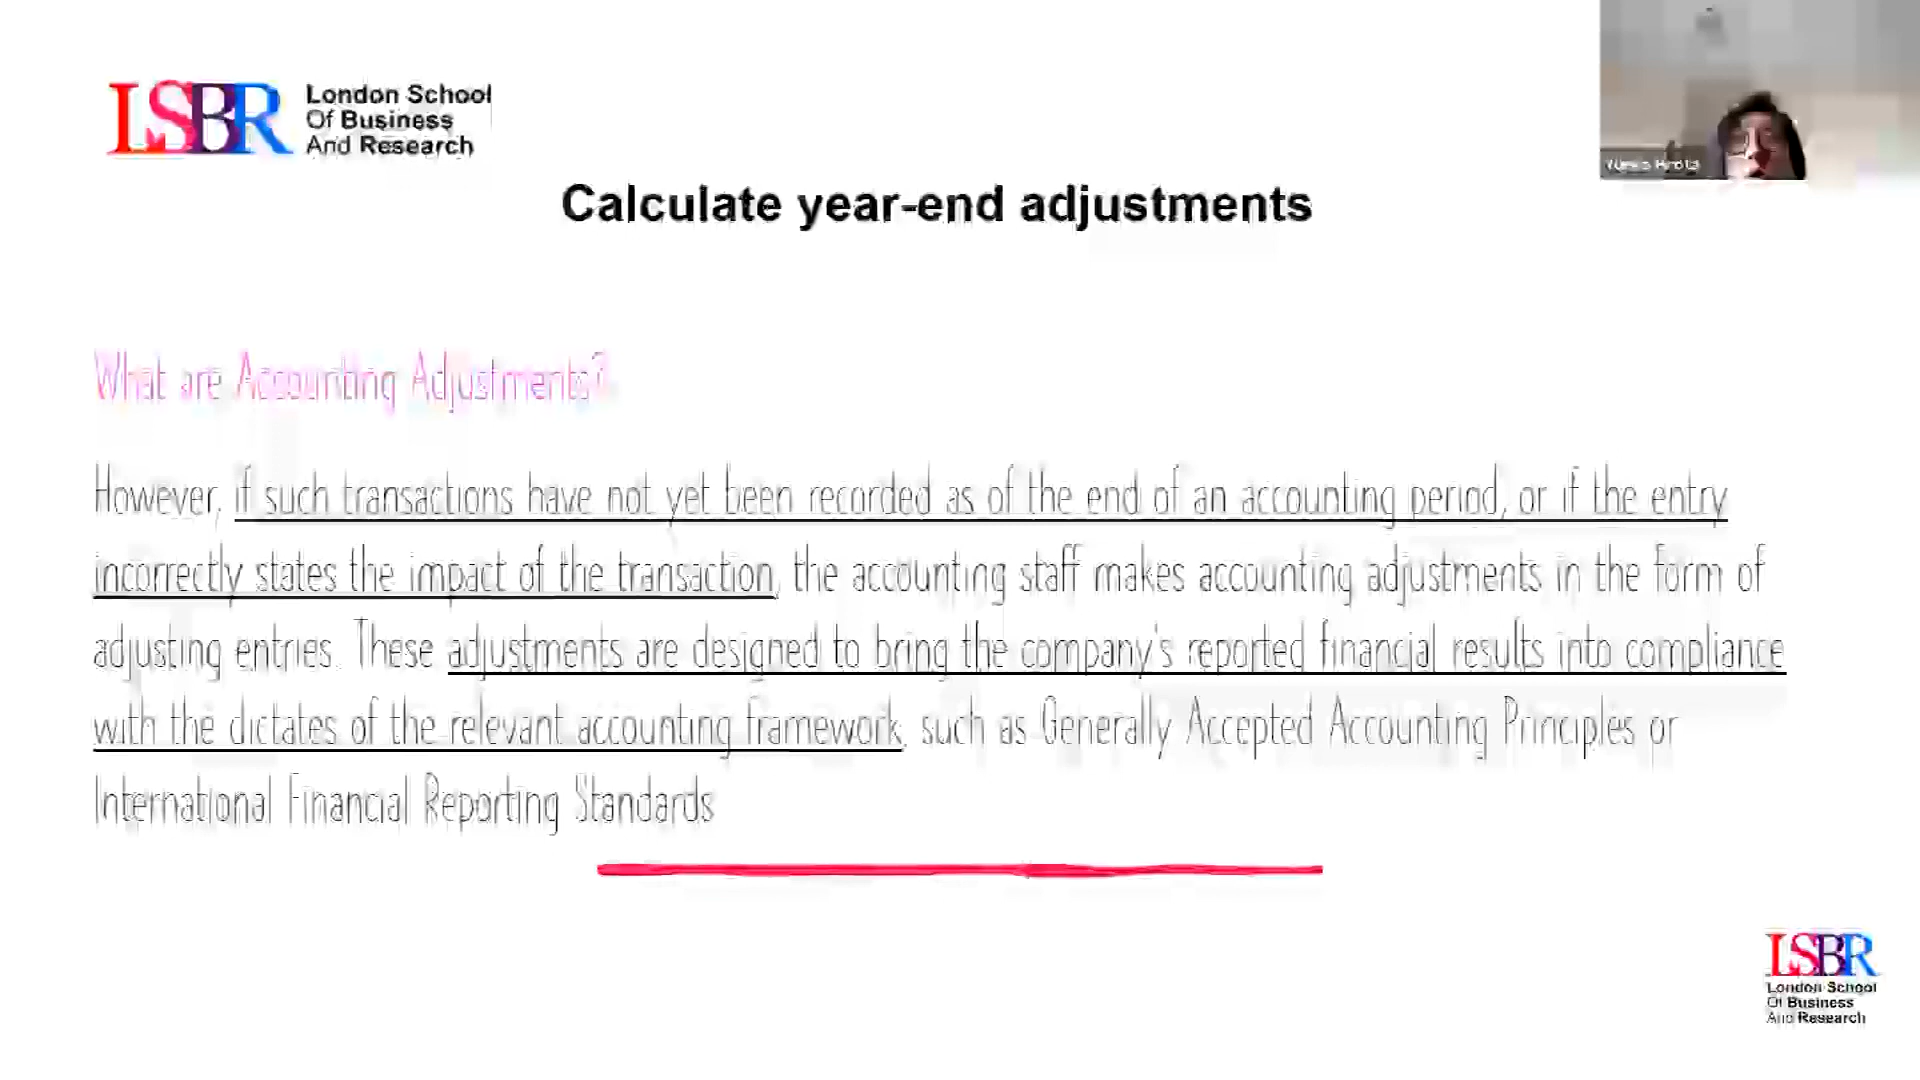 LSBR London School
Of Business
And Research
Calculate year-end adjustments
What are Accounting Adjustments?
However, if such transactions have not yet been recorded as of the end of an accounting period, or if the entry
incorrectly states the impact of the transaction, the accounting staff makes accounting adjustments in the form of
adjusting entries. These adjustments are designed to bring the company's reported financial results into compliance
with the dictates of the relevant accounting framework, such as Generally Accepted Accounting Principles or
International Financial Reporting Standards
LSBR
London School
Of Business
And Research